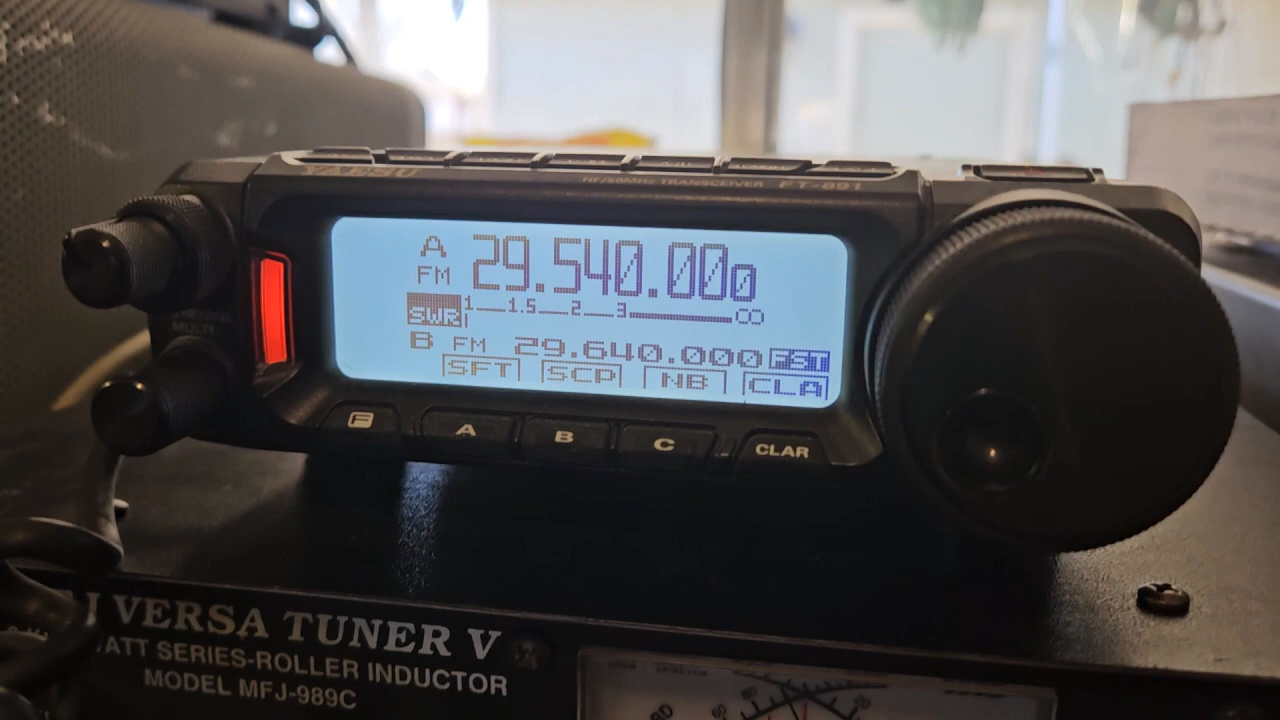 YAESU
HF/50MHz TRANSCEIVER FT-891
A 29.540.000
FM
SWR 1 1.5 2 3 ∞
B FM 29.640.000 FST
SFT SCP NB CLA
MULTI
F A B C CLAR
VERSA TUNER V
WATT SERIES-ROLLER INDUCTOR
MODEL MFJ-989C